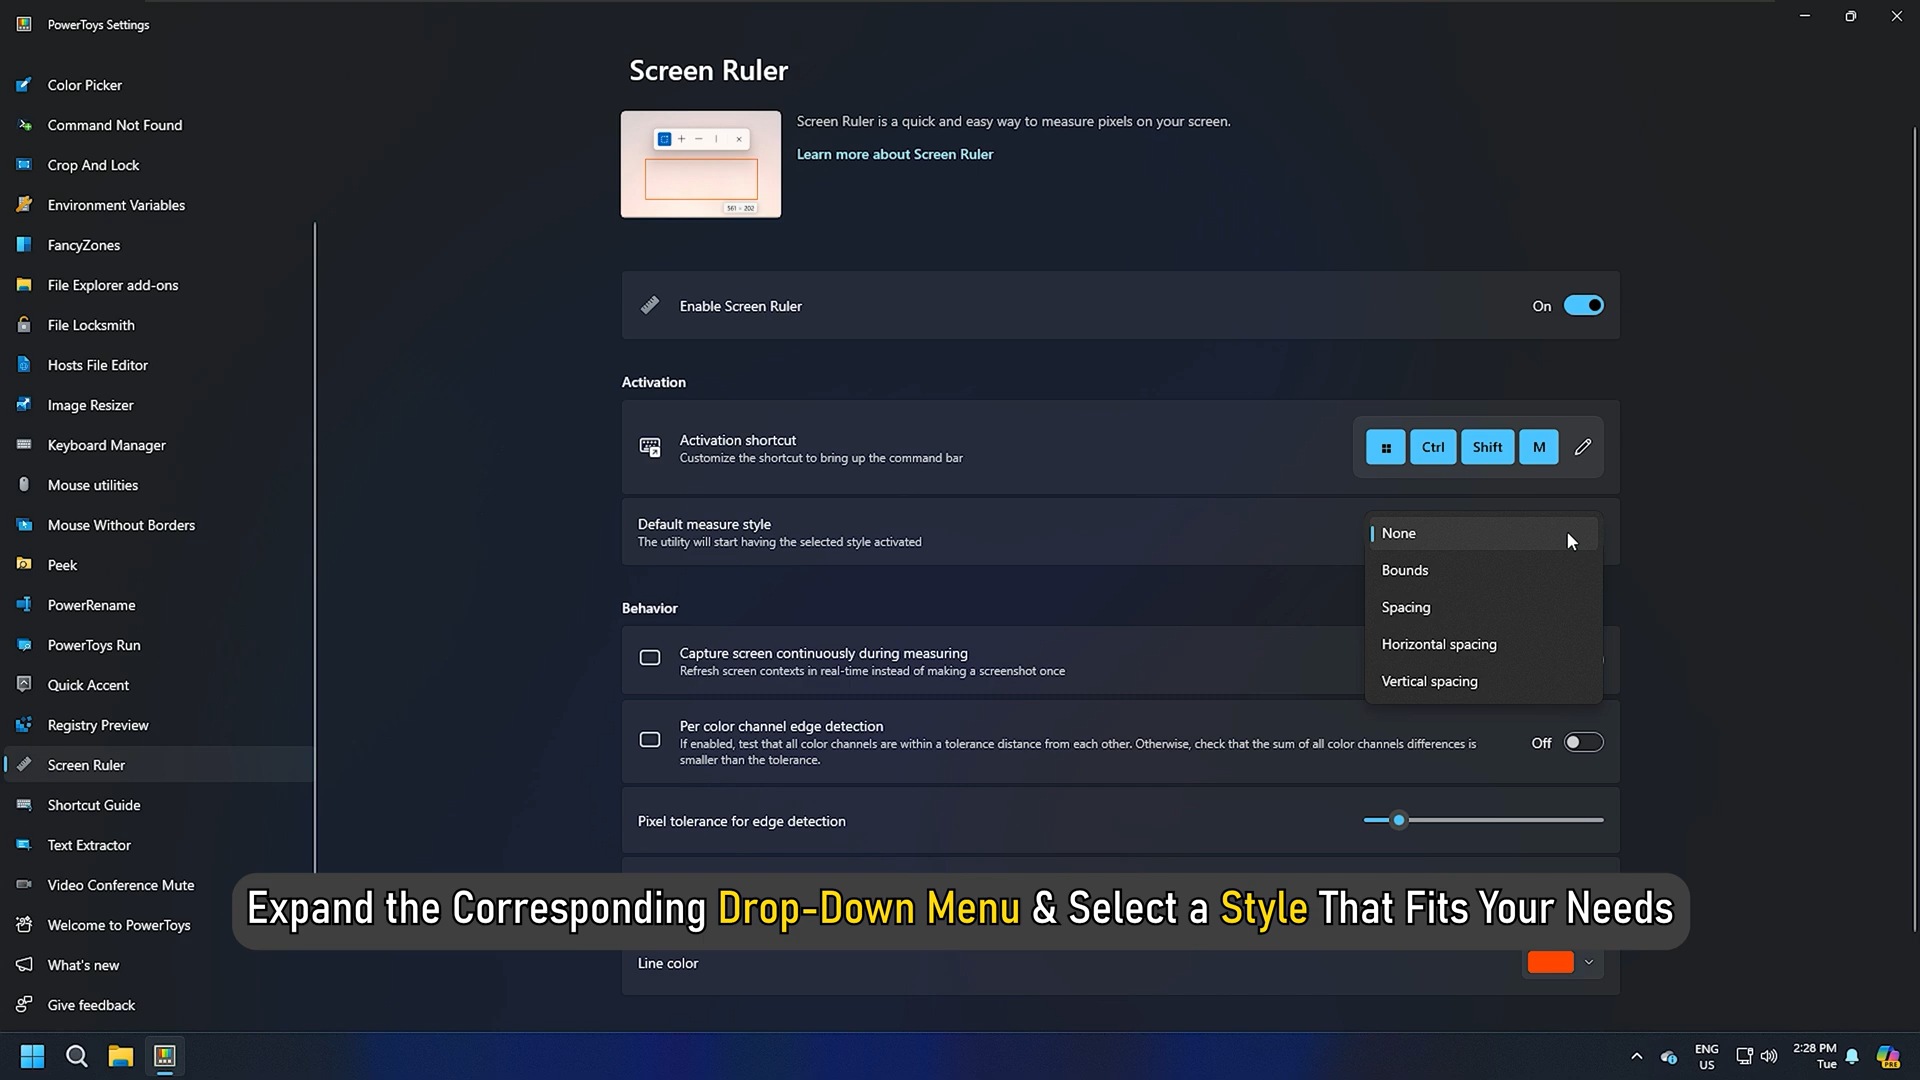 PowerToys Settings
Color Picker
Command Not Found
Crop And Lock
Environment Variables
FancyZones
File Explorer add-ons
File Locksmith
Hosts File Editor
Image Resizer
Keyboard Manager
Mouse utilities
Mouse Without Borders
Peek
PowerRename
PowerToys Run
Quick Accent
Registry Preview
Screen Ruler
Shortcut Guide
Text Extractor
Video Conference Mute
Welcome to PowerToys
What's new
Give feedback
Screen Ruler
561 × 202
Screen Ruler is a quick and easy way to measure pixels on your screen.
Learn more about Screen Ruler
Enable Screen Ruler
On
Activation
Activation shortcut
Customize the shortcut to bring up the command bar
Ctrl
Shift
M
Default measure style
The utility will start having the selected style activated
None
Bounds
Spacing
Horizontal spacing
Vertical spacing
Behavior
Capture screen continuously during measuring
Refresh screen contexts in real-time instead of making a screenshot once
Per color channel edge detection
If enabled, test that all color channels are within a tolerance distance from each other. Otherwise, check that the sum of all color channels differences is
smaller than the tolerance.
Off
Pixel tolerance for edge detection
Expand the Corresponding Drop-Down Menu & Select a Style That Fits Your Needs
Line color
ENG
US
2:28 PM
Tue
PRE